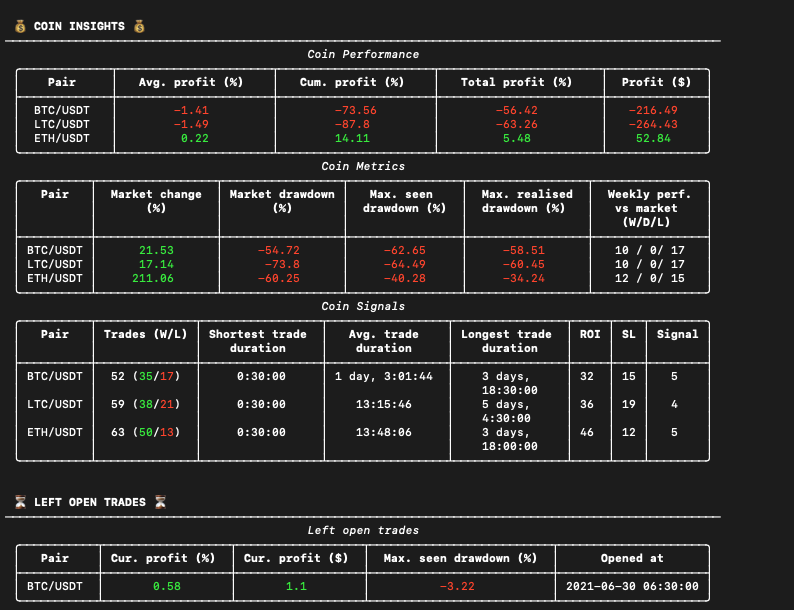 💰 COIN INSIGHTS 💰
Coin Performance
Pair Avg. profit (%) Cum. profit (%) Total profit (%) Profit ($)
BTC/USDT -1.41 -73.56 -56.42 -216.49
LTC/USDT -1.49 -87.8 -63.26 -264.43
ETH/USDT 0.22 14.11 5.48 52.84
Coin Metrics
Pair Market change Market drawdown Max. seen Max. realised Weekly perf.
(%) (%) drawdown (%) drawdown (%) vs market
(W/D/L)
BTC/USDT 21.53 -54.72 -62.65 -58.51 10 / 0/ 17
LTC/USDT 17.14 -73.8 -64.49 -60.45 10 / 0/ 17
ETH/USDT 211.06 -60.25 -40.28 -34.24 12 / 0/ 15
Coin Signals
Pair Trades (W/L) Shortest trade Avg. trade Longest trade ROI SL Signal
duration duration duration
BTC/USDT 52 (35/17) 0:30:00 1 day, 3:01:44 3 days, 32 15 5
18:30:00
LTC/USDT 59 (38/21) 0:30:00 13:15:46 5 days, 36 19 4
4:30:00
ETH/USDT 63 (50/13) 0:30:00 13:48:06 3 days, 46 12 5
18:00:00
⏳ LEFT OPEN TRADES ⏳
Left open trades
Pair Cur. profit (%) Cur. profit ($) Max. seen drawdown (%) Opened at
BTC/USDT 0.58 1.1 -3.22 2021-06-30 06:30:00